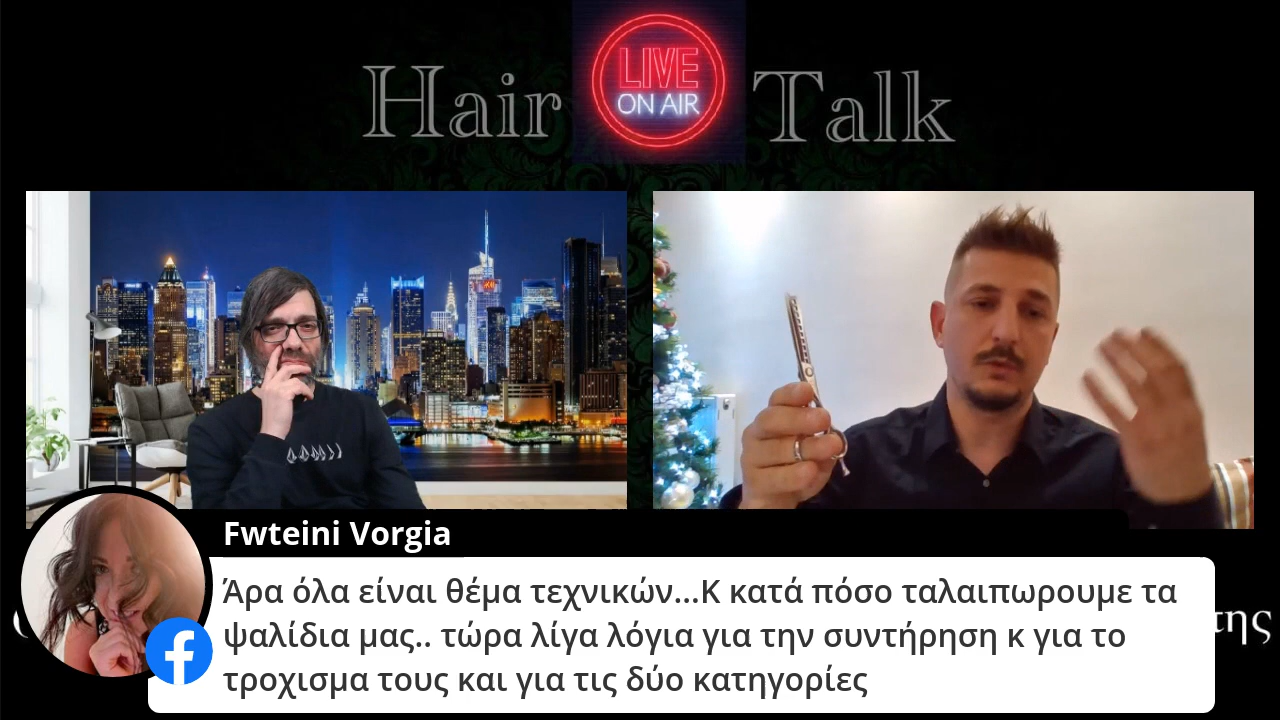 Hair LIVE Talk
ON AIR
Fwteini Vorgia
Άρα όλα είναι θέμα τεχνικών...Κ κατά πόσο ταλαιπωρουμε τα
ψαλίδια μας.. τώρα λίγα λόγια για την συντήρηση κ για το
τροχισμα τους και για τις δύο κατηγορίες